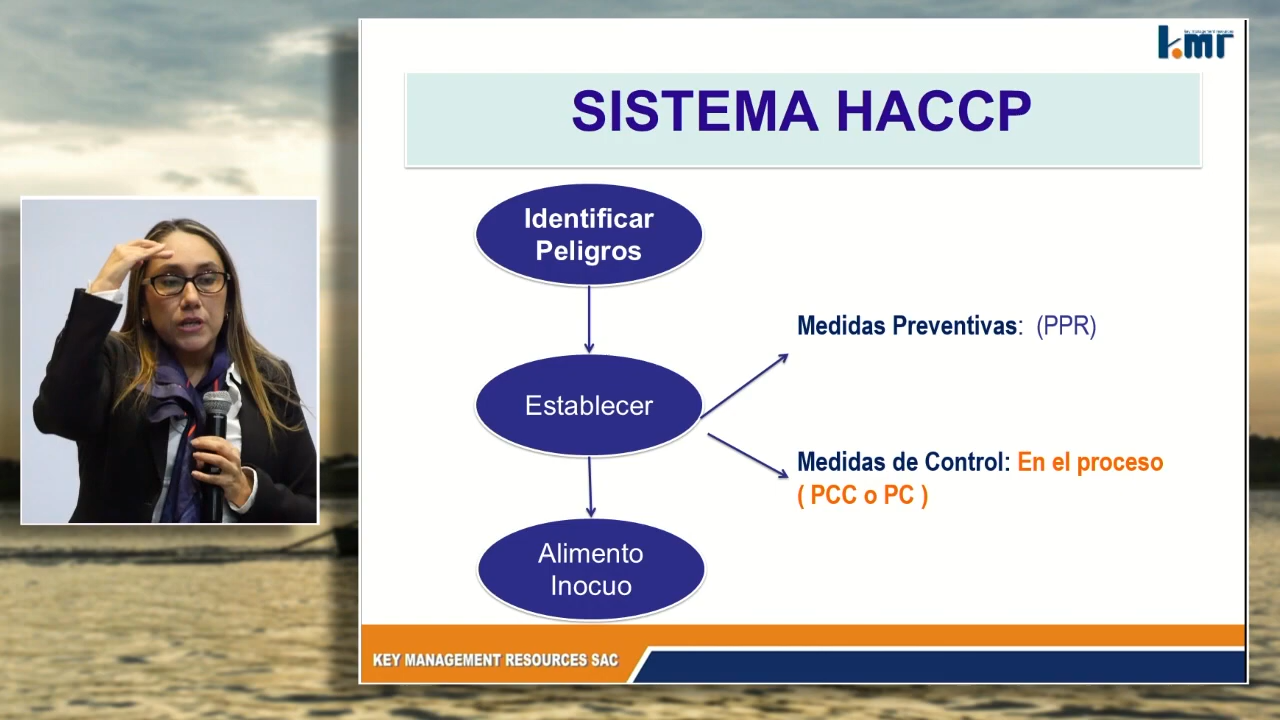 kmr
SISTEMA HACCP
Identificar
Peligros
Medidas Preventivas: (PPR)
Establecer
Medidas de Control: En el proceso
( PCC o PC )
Alimento
Inocuo
KEY MANAGEMENT RESOURCES SAC